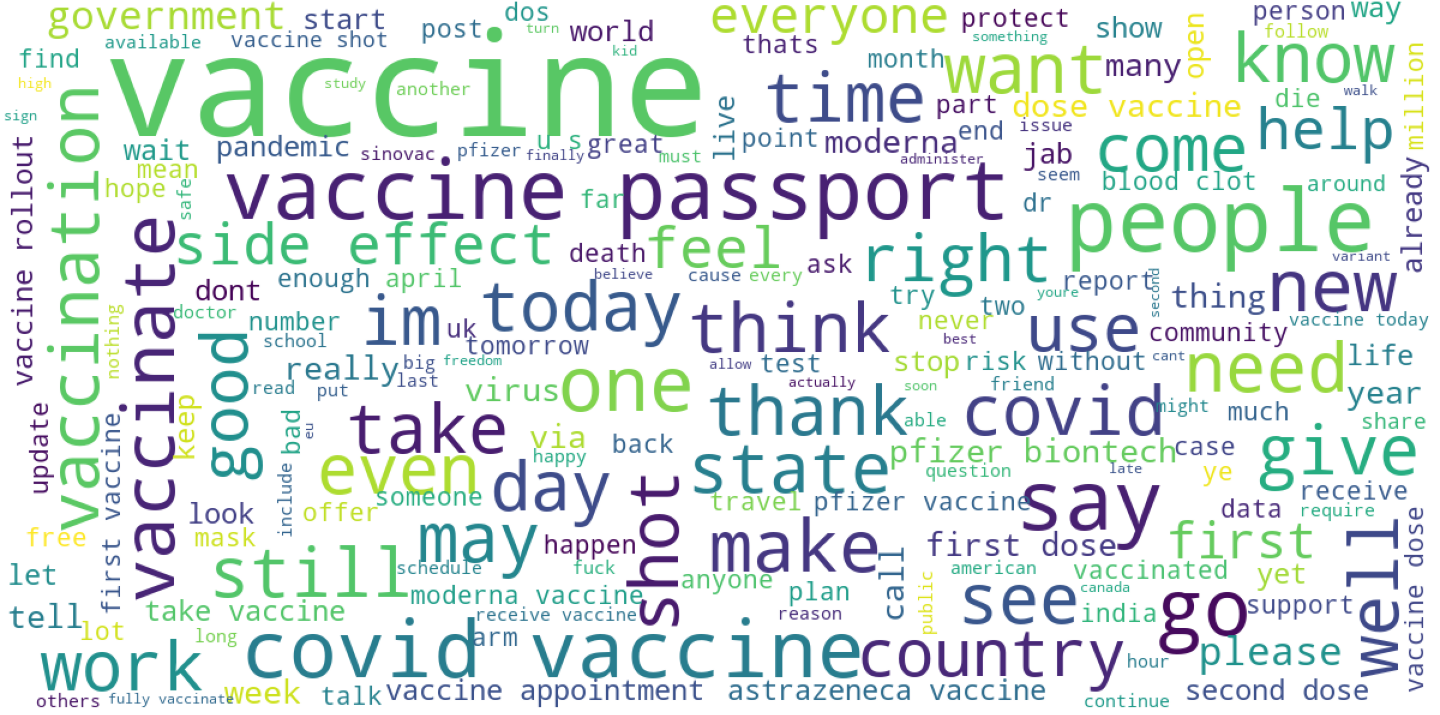 government
start
dos
post
turn
world
everyone
protect
something
show
person
way
follow
available
vaccine shot
find
vaccine
kid
thats
month
want
many
open
know
high
study
another
time
part
dose vaccine
die
million
sign
vaccination
wait
pandemic
sinovac
pfizer
u s
finally
great
must
live
point
moderna
end
administer
issue
jab
come
help
walk
mean
hope
safe
vaccine passport
far
seem
dr
blood clot
around
already
vaccine rollout
vaccinate
side effect
death
feel
ask
right
people
variant
enough
april
believe
cause
every
try
two
youre
report
second
thing
new
dont
doctor
number
school
nothing
good
im
uk
today
tomorrow
think
never
best
use
community
vaccine today
really
big
last
freedom
allow
test
stop
risk
without
cant
need
life
read
put
virus
one
actually
soon
friend
year
update
first vaccine
keep
bad
eu
take
via
happy
back
thank
able
covid
might
much
share
even
someone
day
state
pfizer biontech
question
late
case
give
ye
look
include
offer
mask
free
may
shot
travel
pfizer vaccine
say
data
receive
require
happen
make
call
first dose
first
well
let
still
schedule
fuck
anyone
plan
american
vaccinated
yet
vaccine dose
tell
take vaccine
moderna vaccine
receive vaccine
reason
public
see
canada
india
go
support
lot
long
arm
work
covid vaccine
country
hour
please
others
fully vaccinate
week
talk
vaccine appointment
astrazeneca vaccine
continue
second dose